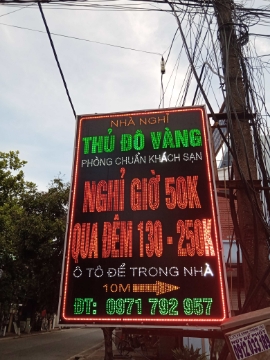 NHÀ NGHỈ
THỦ ĐÔ VÀNG
PHÒNG CHUẨN KHÁCH SẠN
NGHỈ GIỜ 50K
QUA ĐÊM 130 - 250K
Ô TÔ ĐỂ TRONG NHÀ
10M
ĐT: 0971 792 957